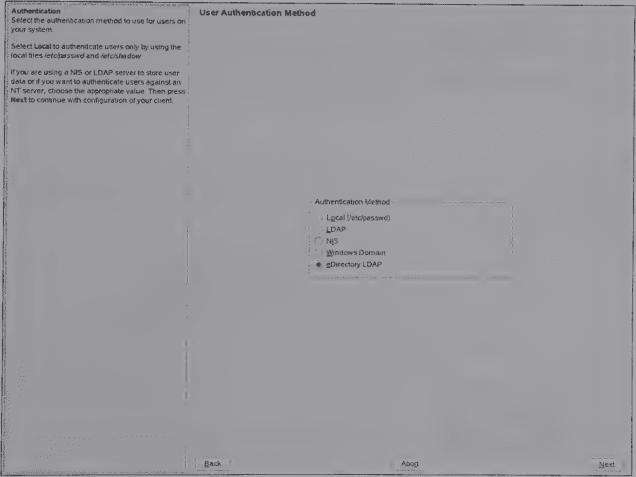 Authentication
Select the authentication method to use for users on
your system.
Select Local to authenticate users only by using the
local files /etc/passwd and /etc/shadow
If you are using a NIS or LDAP server to store user
data or if you want to authenticate users against an
NT server, choose the appropriate value. Then press
Next to continue with configuration of your client.
User Authentication Method
Authentication Method
Local (/etc/passwd)
LDAP
NIS
Windows Domain
eDirectory LDAP
Back
Abort
Next